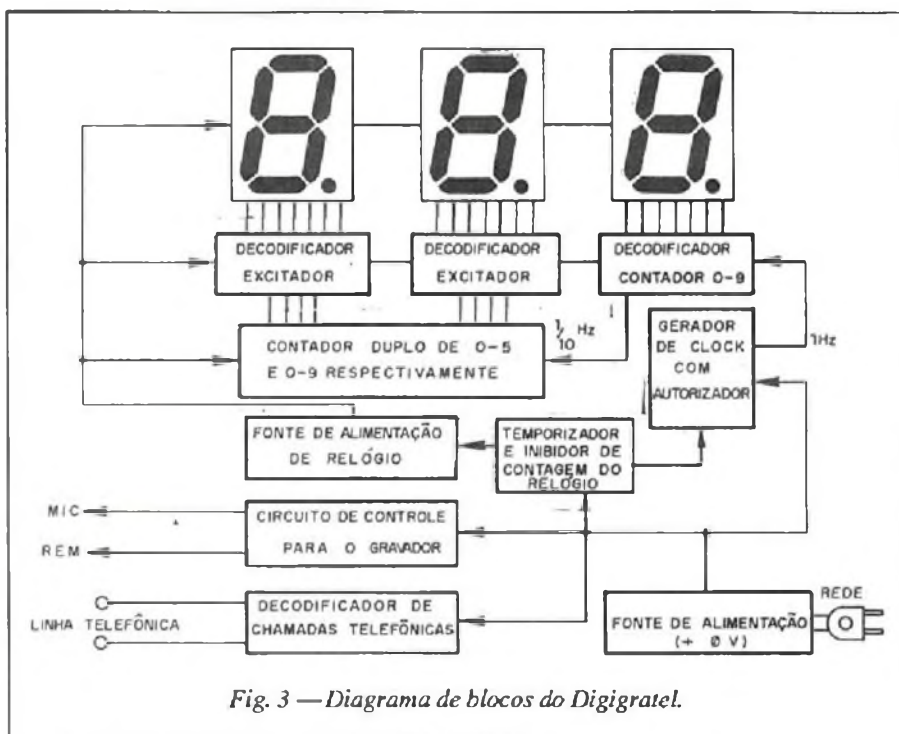 DECODIFICADOR
EXCITADOR
DECODIFICADOR
EXCITADOR
DECODIFICADOR
CONTADOR 0-9
CONTADOR DUPLO DE 0-5
E 0-9 RESPECTIVAMENTE
1/10 Hz
GERADOR
DE CLOCK
COM
AUTORIZADOR
1Hz
FONTE DE ALIMENTAÇÃO
DE RELÓGIO
TEMPORIZADOR
E INIBIDOR DE
CONTAGEM DO
RELÓGIO
MIC
REM
CIRCUITO DE CONTROLE
PARA O GRAVADOR
LINHA TELEFÔNICA
DECODIFICADOR DE
CHAMADAS TELEFÔNICAS
REDE
FONTE DE ALIMENTAÇÃO
(+ 0 V)
Fig. 3 — Diagrama de blocos do Digigratel.